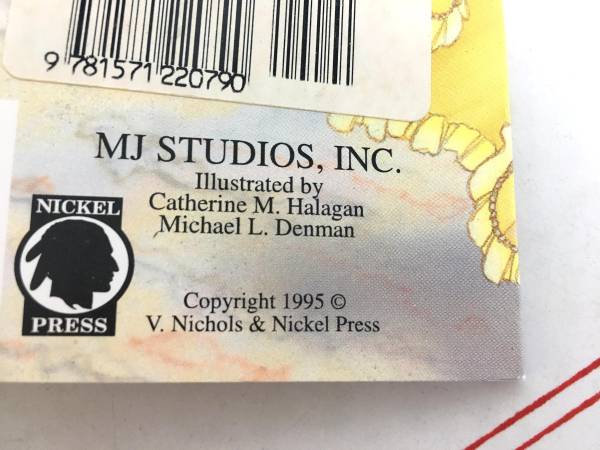 9 781571 220790
MJ STUDIOS, INC.
Illustrated by
Catherine M. Halagan
Michael L. Denman
NICKEL
PRESS
Copyright 1995 ©
V. Nichols & Nickel Press